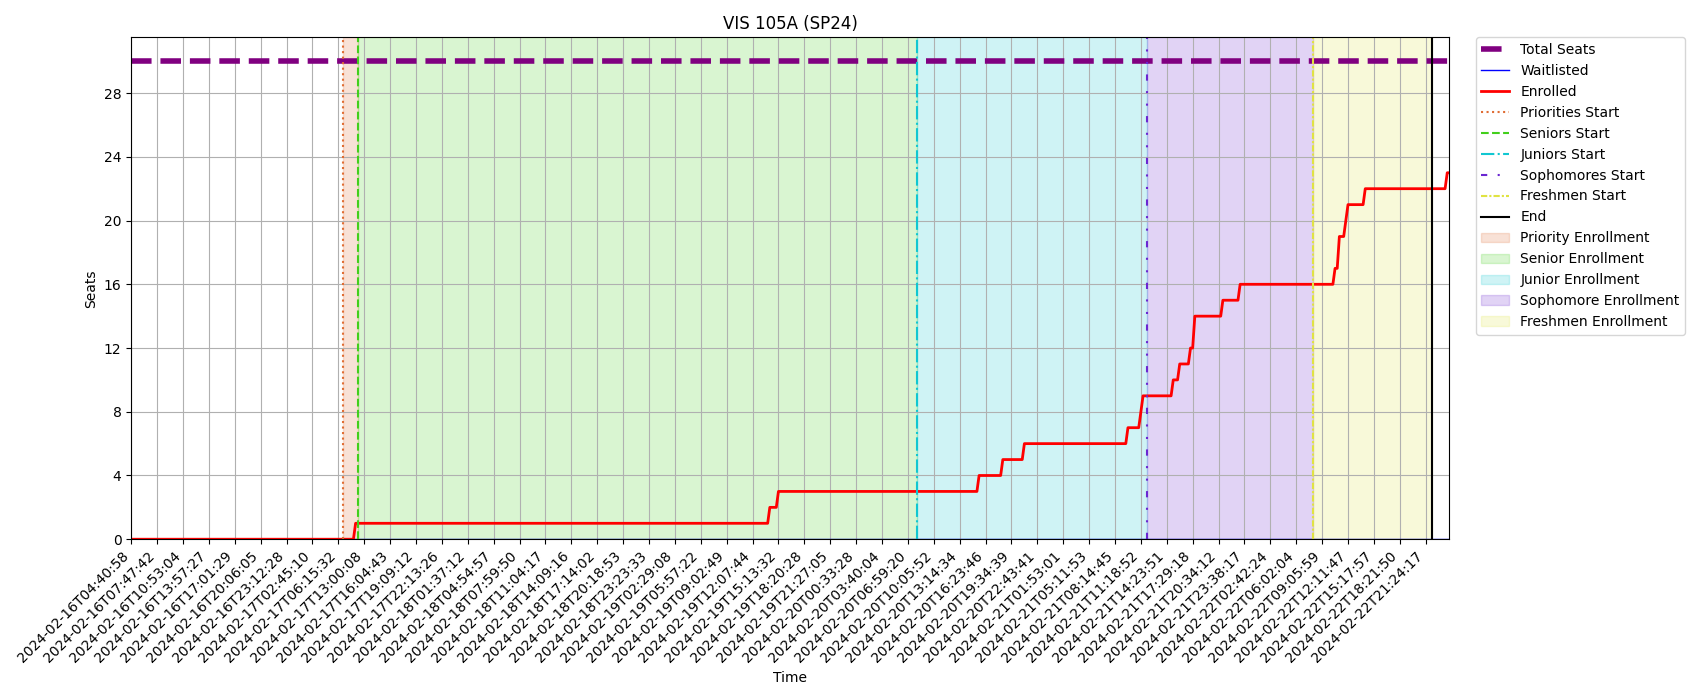 VIS 105A (SP24)
Seats
28
24
20
16
12
8
4
0
2024-02-16T04:40:58
2024-02-16T07:47:42
2024-02-16T10:53:04
2024-02-16T13:57:27
2024-02-16T17:01:29
2024-02-16T20:06:05
2024-02-16T23:12:28
2024-02-17T02:45:10
2024-02-17T06:15:32
2024-02-17T13:00:08
2024-02-17T16:04:43
2024-02-17T19:09:12
2024-02-17T22:13:26
2024-02-18T01:37:12
2024-02-18T04:54:57
2024-02-18T07:59:50
2024-02-18T11:04:17
2024-02-18T14:09:16
2024-02-18T17:14:02
2024-02-18T20:18:53
2024-02-18T23:23:33
2024-02-19T02:29:08
2024-02-19T05:57:22
2024-02-19T09:02:49
2024-02-19T12:07:44
2024-02-19T15:13:32
2024-02-19T18:20:28
2024-02-19T21:27:05
2024-02-20T00:33:28
2024-02-20T03:40:04
2024-02-20T06:59:20
2024-02-20T10:05:52
2024-02-20T13:14:34
2024-02-20T16:23:46
2024-02-20T19:34:39
2024-02-20T22:43:41
2024-02-21T01:53:01
2024-02-21T05:11:53
2024-02-21T08:14:45
2024-02-21T11:18:52
2024-02-21T14:23:51
2024-02-21T17:29:18
2024-02-21T20:34:12
2024-02-21T23:38:17
2024-02-22T02:42:24
2024-02-22T06:02:04
2024-02-22T09:05:59
2024-02-22T12:11:47
2024-02-22T15:17:57
2024-02-22T18:21:50
2024-02-22T21:24:17
Time
Total Seats
Waitlisted
Enrolled
Priorities Start
Seniors Start
Juniors Start
Sophomores Start
Freshmen Start
End
Priority Enrollment
Senior Enrollment
Junior Enrollment
Sophomore Enrollment
Freshmen Enrollment